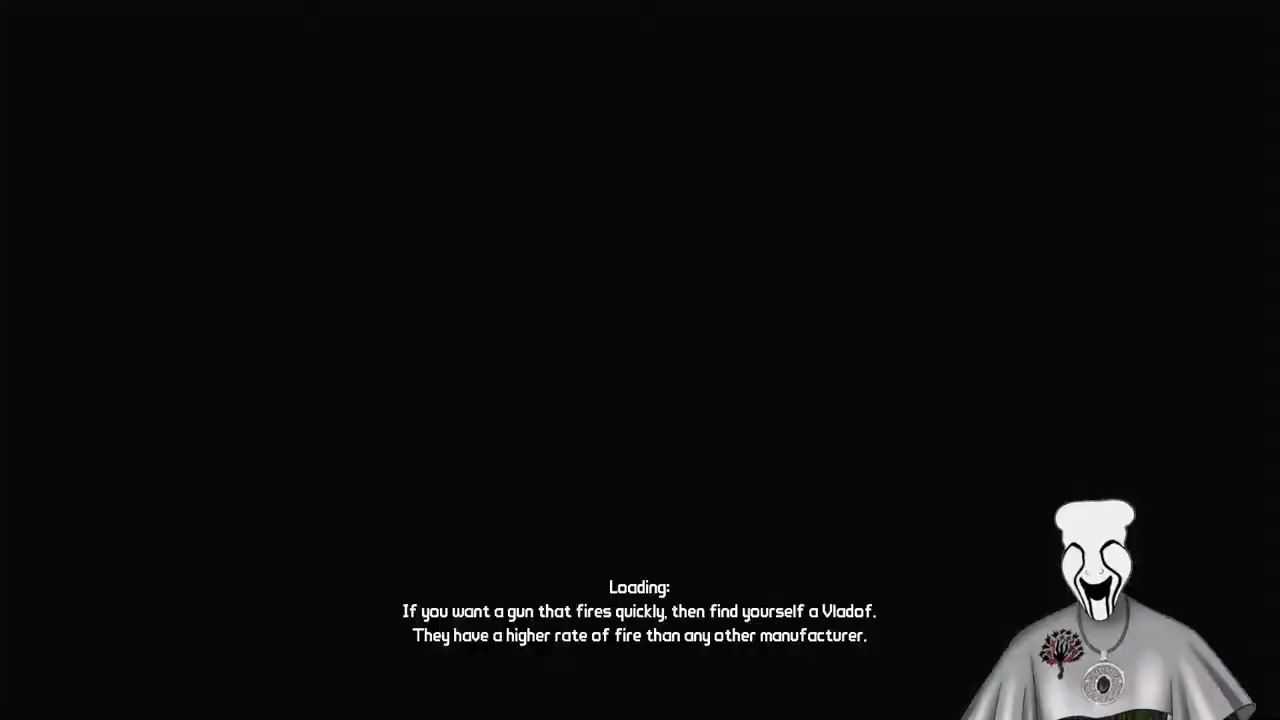 Loading:
If you want a gun that fires quickly, then find yourself a Vladof.
They have a higher rate of fire than any other manufacturer.